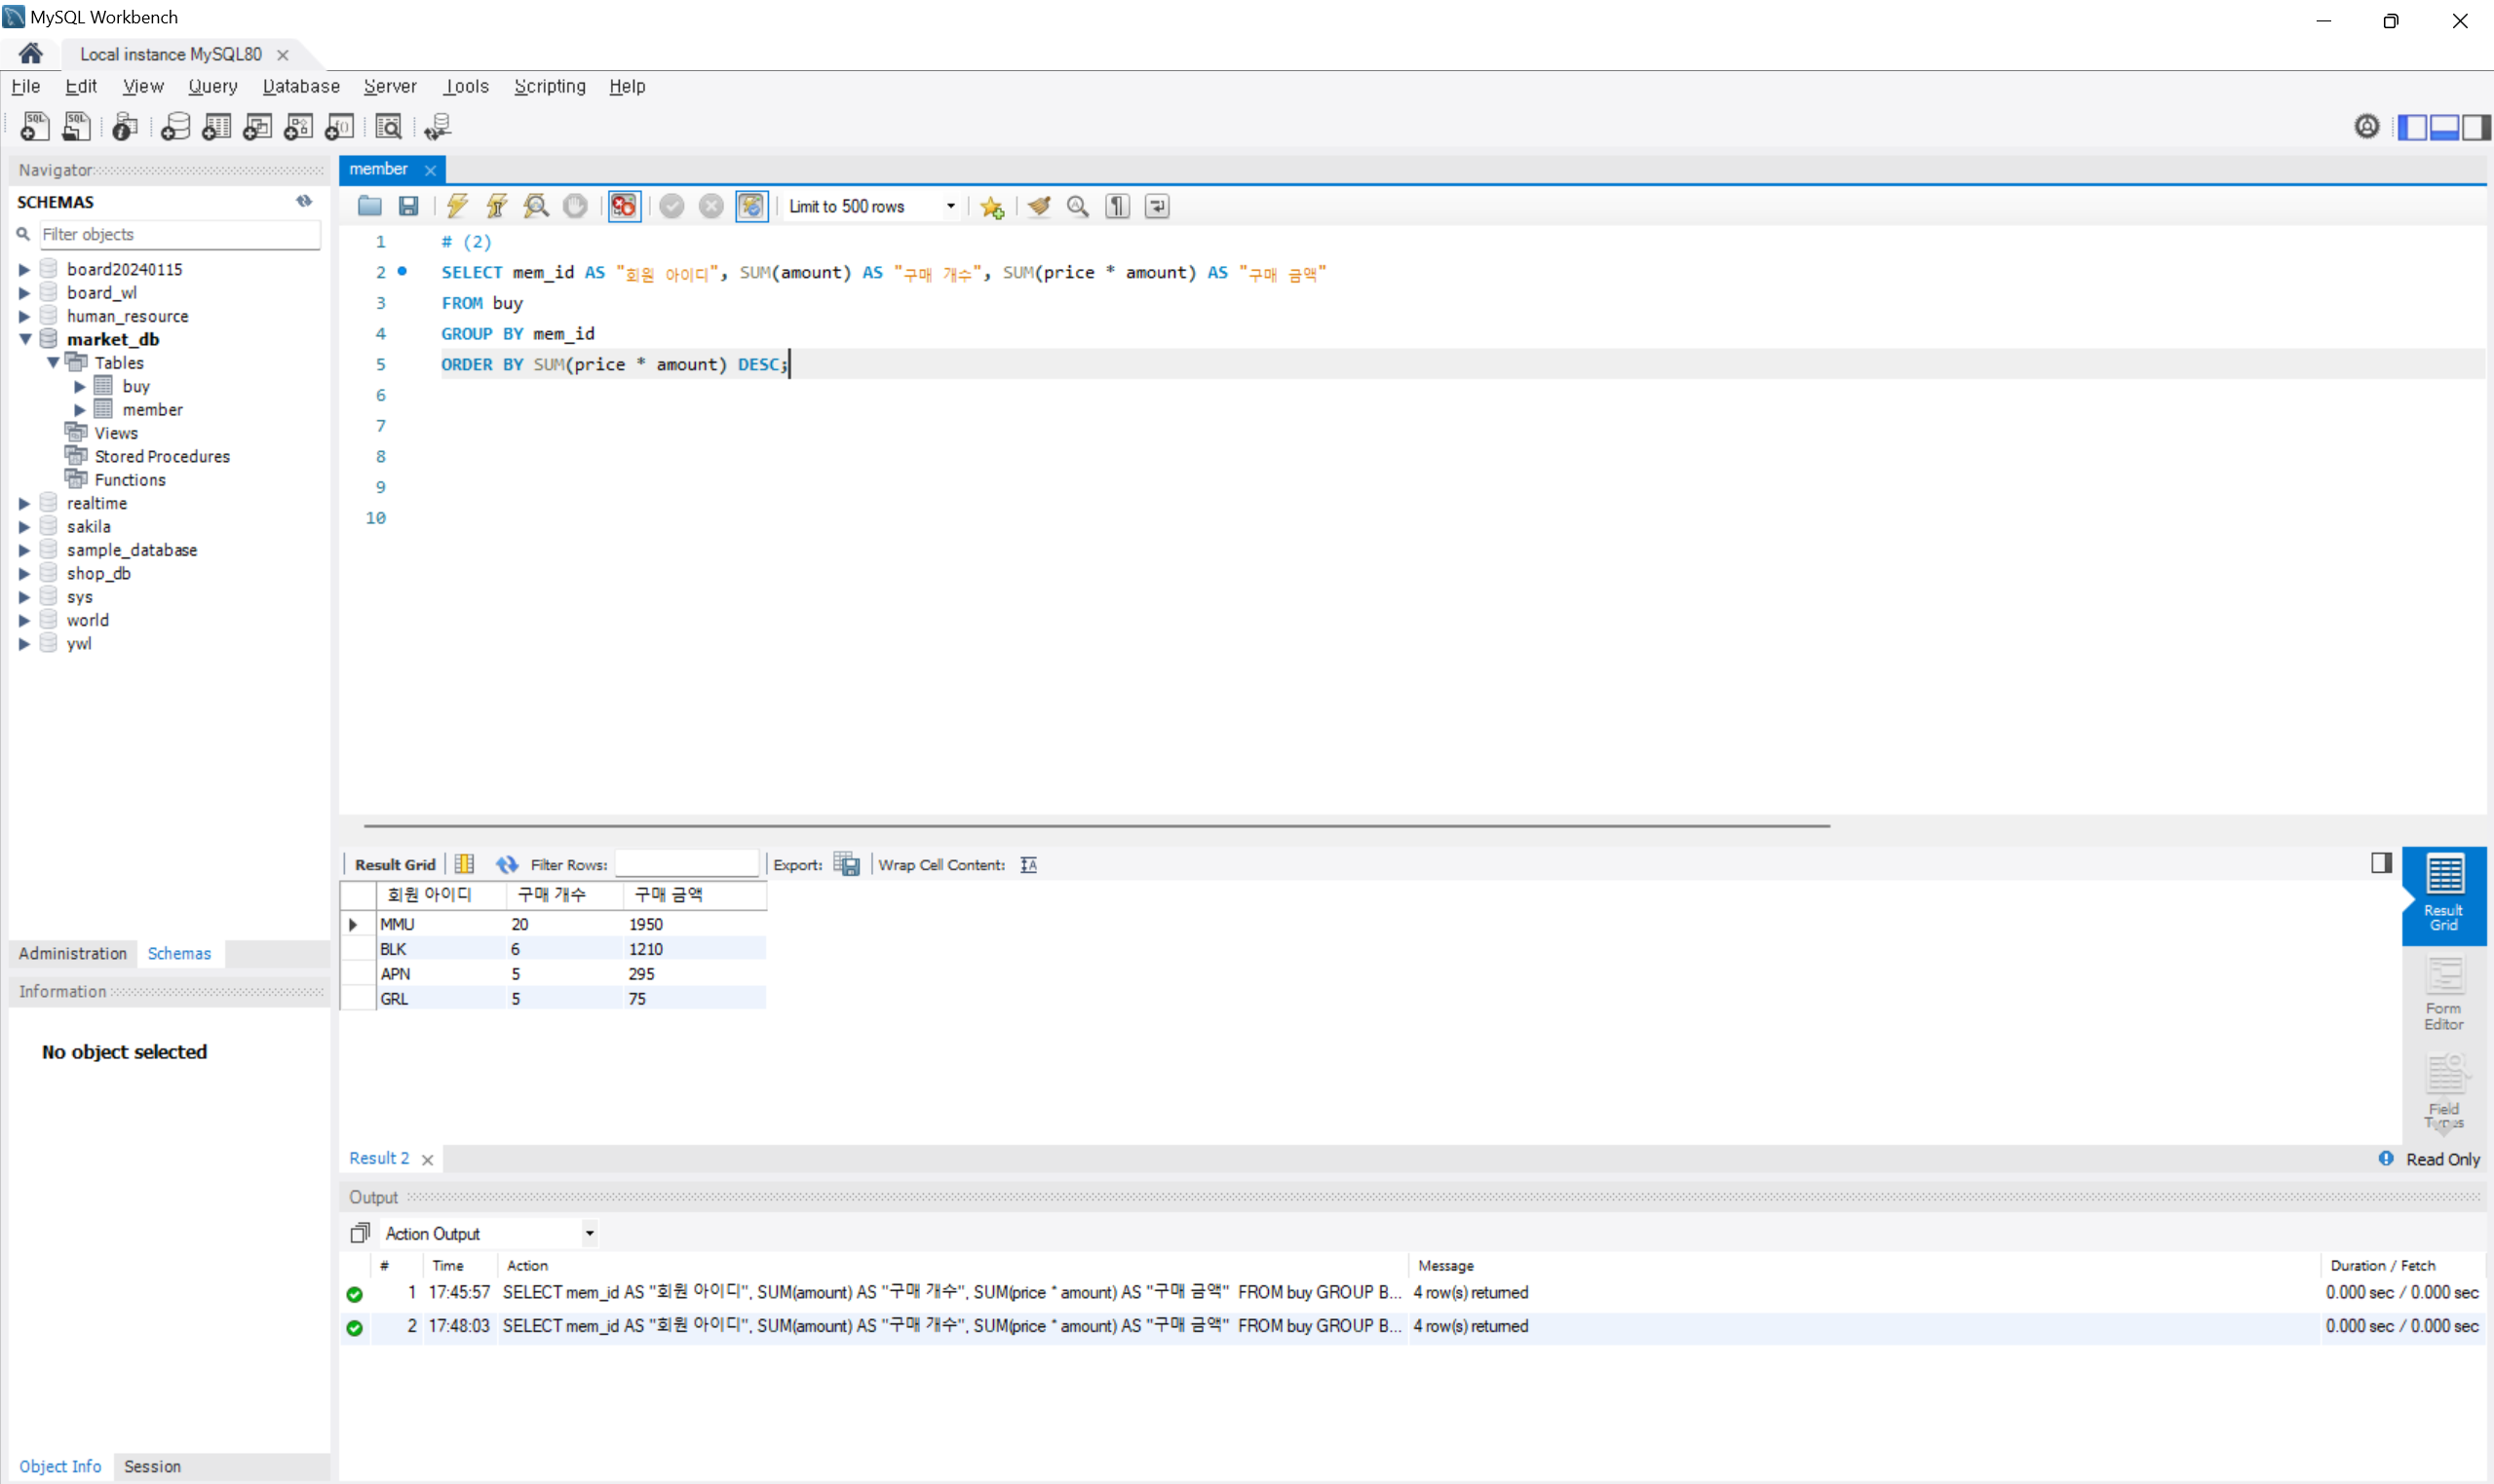 MySQL Workbench
Local instance MySQL80
File Edit View Query Database Server Tools Scripting Help
Navigator
SCHEMAS
Filter objects
board20240115
board_wl
human_resource
market_db
Tables
buy
member
Views
Stored Procedures
Functions
realtime
sakila
sample_database
shop_db
sys
world
ywl
Administration Schemas
Information
No object selected
Object Info Session
member
Limit to 500 rows
1 # (2)
2 SELECT mem_id AS "회원 아이디", SUM(amount) AS "구매 개수", SUM(price * amount) AS "구매 금액"
3 FROM buy
4 GROUP BY mem_id
5 ORDER BY SUM(price * amount) DESC;
6
7
8
9
10
Result Grid Filter Rows: Export: Wrap Cell Content:
회원 아이디 구매 개수 구매 금액
MMU 20 1950
BLK 6 1210
APN 5 295
GRL 5 75
Result
Grid
Form
Editor
Field
Types
Result 2 Read Only
Output
Action Output
# Time Action Message Duration / Fetch
1 17:45:57 SELECT mem_id AS "회원 아이디", SUM(amount) AS "구매 개수", SUM(price * amount) AS "구매 금액" FROM buy GROUP B... 4 row(s) returned 0.000 sec / 0.000 sec
2 17:48:03 SELECT mem_id AS "회원 아이디", SUM(amount) AS "구매 개수", SUM(price * amount) AS "구매 금액" FROM buy GROUP B... 4 row(s) returned 0.000 sec / 0.000 sec